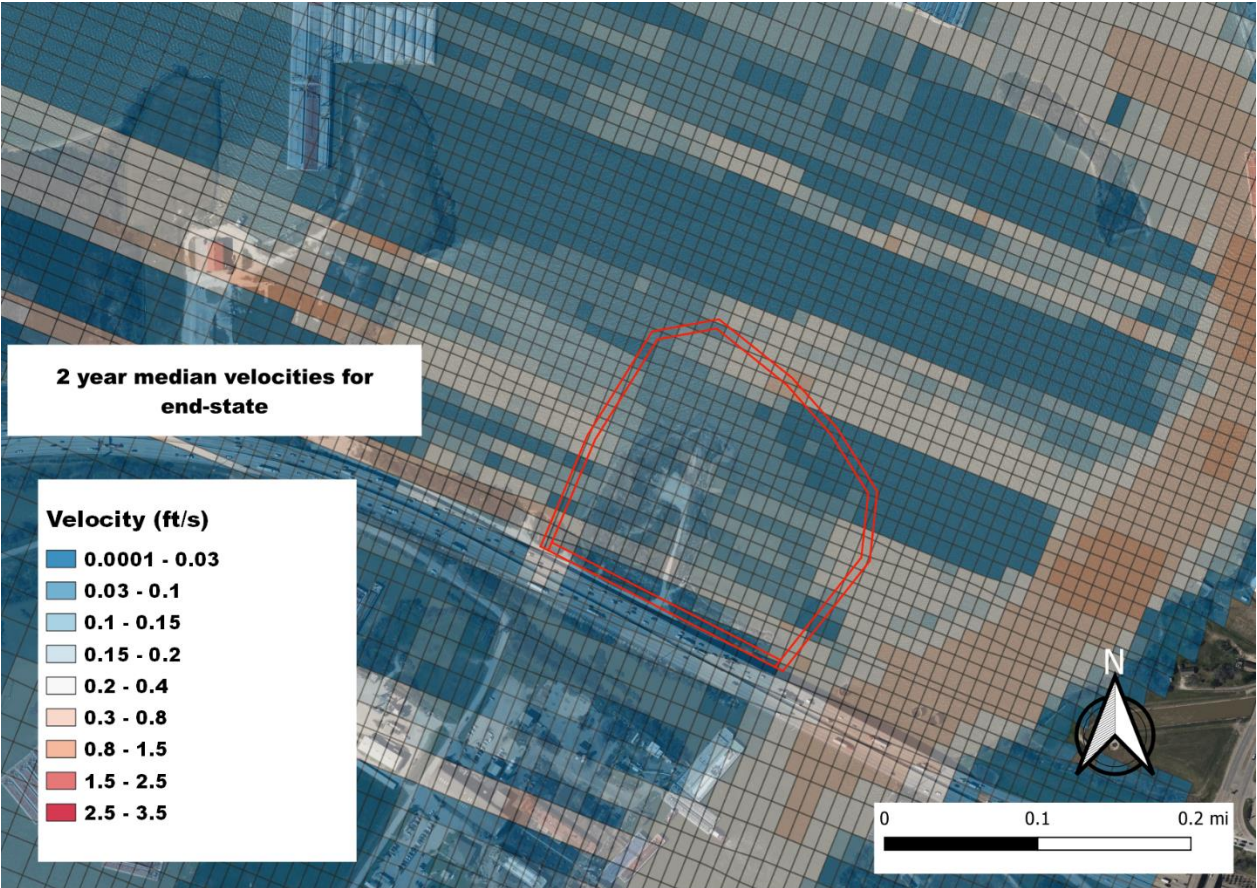 2 year median velocities for
end-state
Velocity (ft/s)
0.0001 - 0.03
0.03 - 0.1
0.1 - 0.15
0.15 - 0.2
0.2 - 0.4
0.3 - 0.8
0.8 - 1.5
1.5 - 2.5
2.5 - 3.5
N
0 0.1 0.2 mi